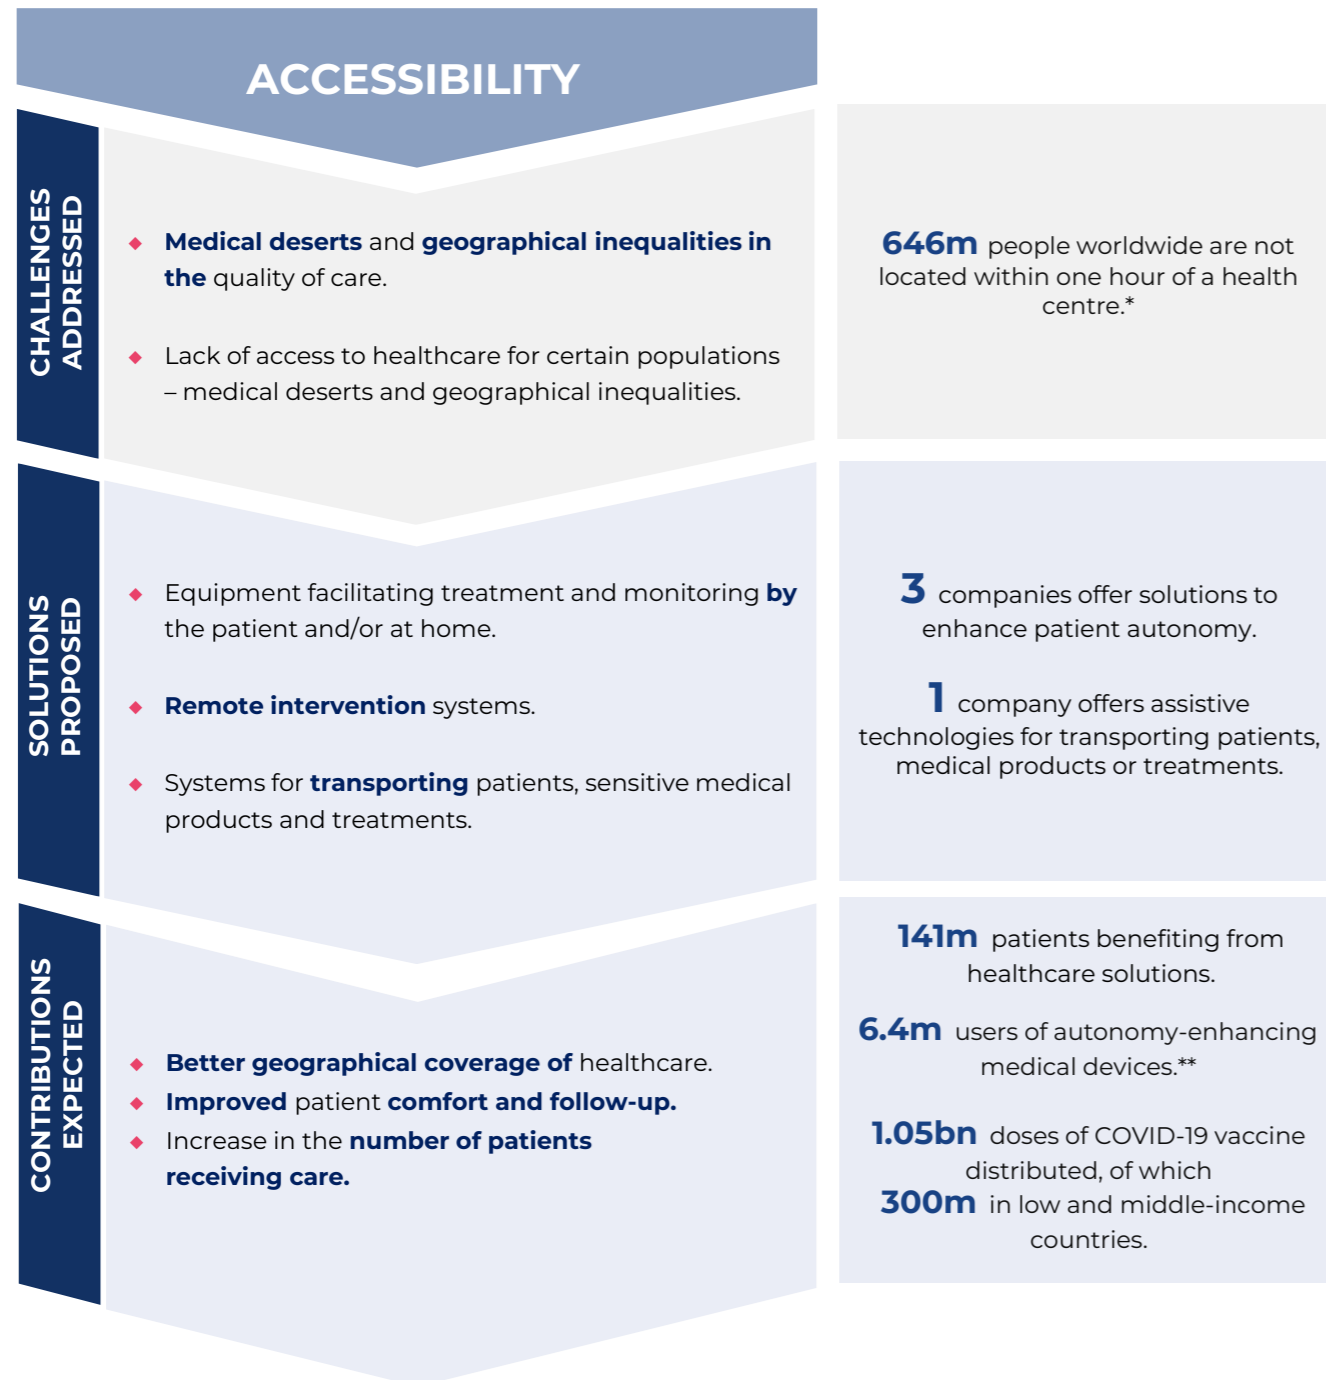 ACCESSIBILITY
CHALLENGES
ADDRESSED
Medical deserts and geographical inequalities in
the quality of care.
Lack of access to healthcare for certain populations
– medical deserts and geographical inequalities.
646m people worldwide are not
located within one hour of a health
centre.*
SOLUTIONS
PROPOSED
Equipment facilitating treatment and monitoring by
the patient and/or at home.
Remote intervention systems.
Systems for transporting patients, sensitive medical
products and treatments.
3 companies offer solutions to
enhance patient autonomy.
1 company offers assistive
technologies for transporting patients,
medical products or treatments.
CONTRIBUTIONS
EXPECTED
Better geographical coverage of healthcare.
Improved patient comfort and follow-up.
Increase in the number of patients
receiving care.
141m patients benefiting from
healthcare solutions.
6.4m users of autonomy-enhancing
medical devices.**
1.05bn doses of COVID-19 vaccine
distributed, of which
300m in low and middle-income
countries.